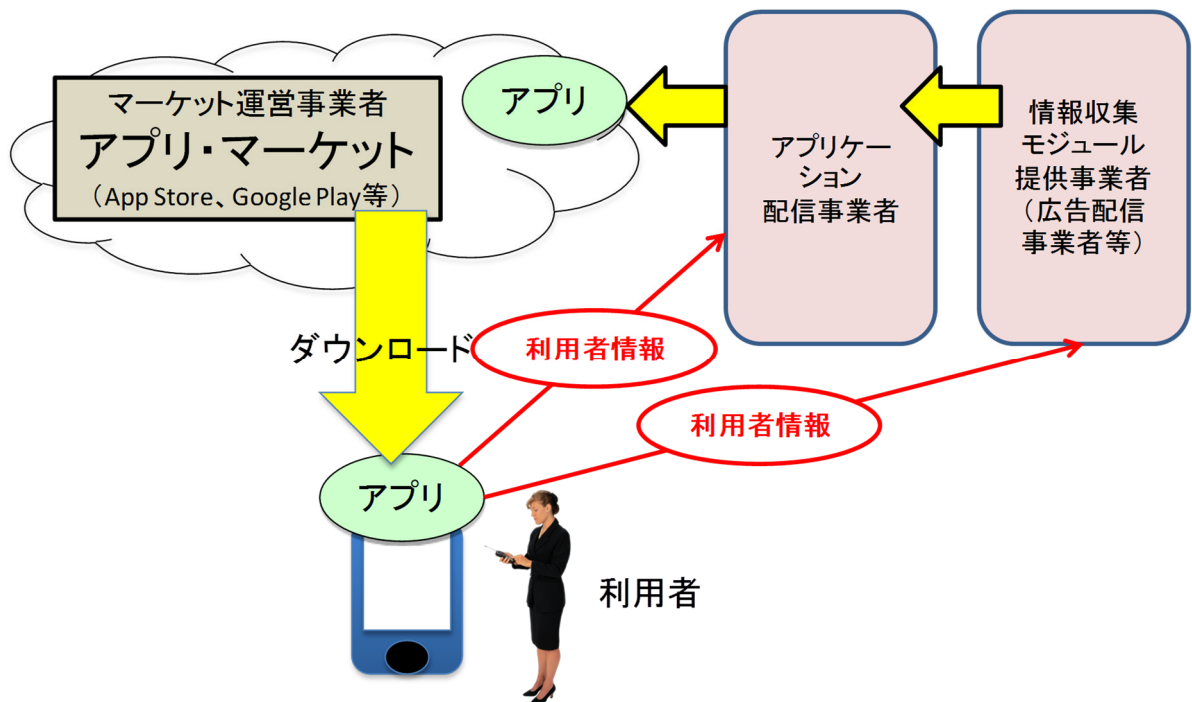 マーケット運営事業者
アプリ・マーケット
（App Store、Google Play等）
アプリ
アプリケー
ション
配信事業者
情報収集
モジュール
提供事業者
（広告配信
事業者等）
ダウンロード
利用者情報
利用者情報
アプリ
利用者